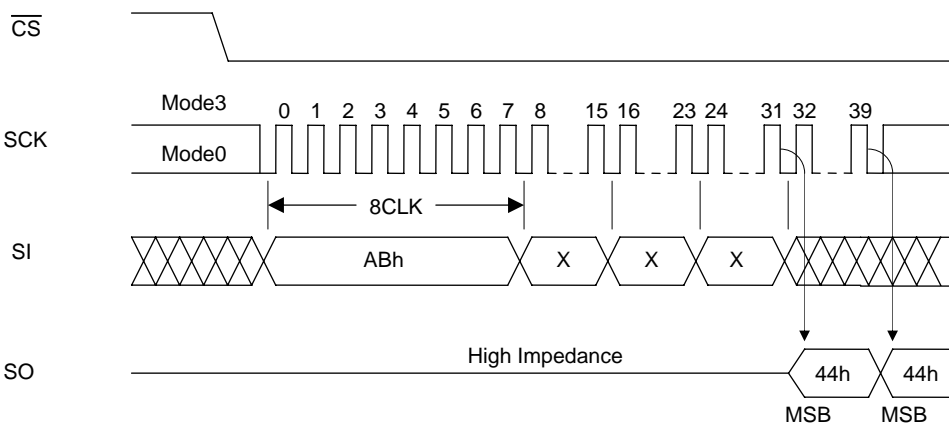 CS
Mode3
0 1 2 3 4 5 6 7 8 15 16 23 24 31 32 39
SCK
Mode0
8CLK
SI
ABh X X X
High Impedance
SO
44h 44h
MSB MSB